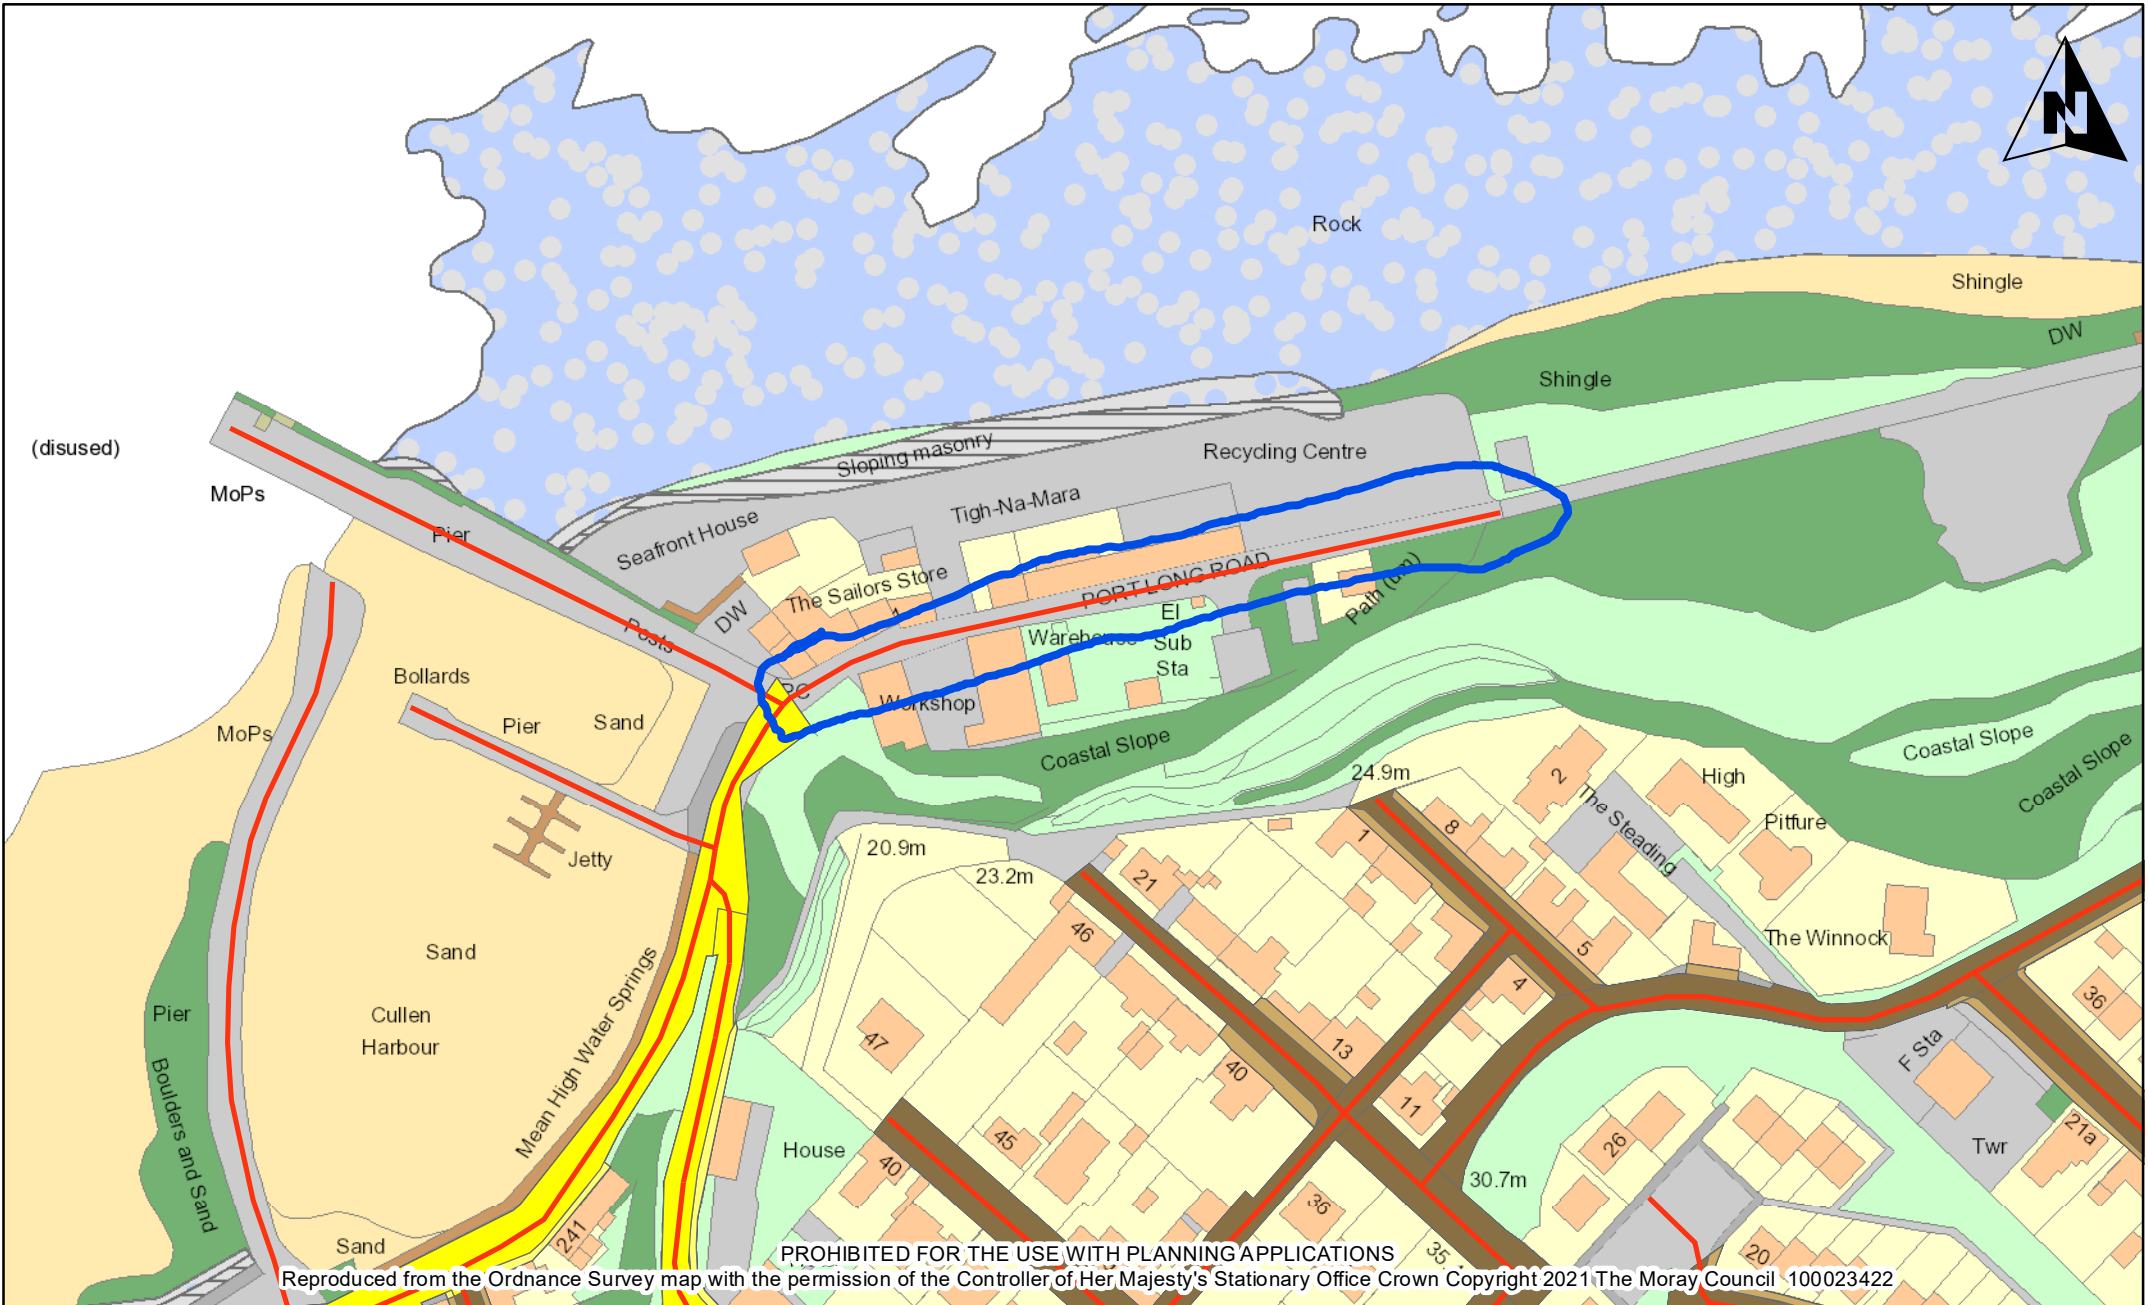 N
Rock
Shingle
DW
Shingle
(disused)
MoPs
Sloping masonry
Recycling Centre
Tigh-Na-Mara
Pier
Seafront House
The Sailors Store
1
PORT LONG ROAD
Path (um)
DW
Posts
El
Sub
Sta
Warehouse
PC
Workshop
Bollards
MoPs
Pier
Sand
Coastal Slope
Coastal Slope
Coastal Slope
24.9m
2
High
The Steading
Pitfure
8
1
Jetty
20.9m
23.2m
21
46
5
The Winnock
Sand
4
36
Pier
Cullen
Harbour
Mean High Water Springs
47
13
F Sta
40
11
Boulders and Sand
House
45
40
26
21a
Twr
30.7m
36
241
Sand
35
20
PROHIBITED FOR THE USE WITH PLANNING APPLICATIONS
Reproduced from the Ordnance Survey map with the permission of the Controller of Her Majesty's Stationary Office Crown Copyright 2021 The Moray Council 100023422